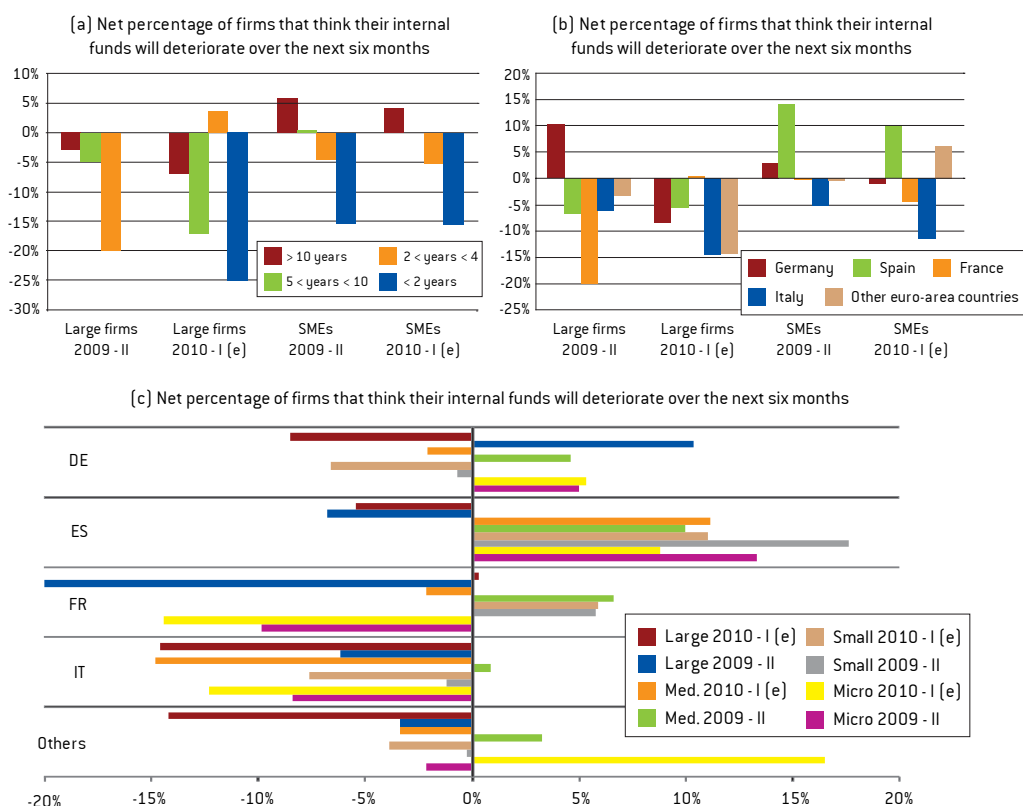 (a) Net percentage of firms that think their internal
funds will deteriorate over the next six months
10%
5%
0%
-5%
-10%
-15%
-20%
-25%
-30%
> 10 years
2 < years < 4
5 < years < 10
< 2 years
Large firms
2009 - II
Large firms
2010 - I (e)
SMEs
2009 - II
SMEs
2010 - I (e)
(b) Net percentage of firms that think their internal
funds will deteriorate over the next six months
20%
15%
10%
5%
0%
-5%
-10%
-15%
-20%
-25%
Germany
Spain
France
Italy
Other euro-area countries
Large firms
2009 - II
Large firms
2010 - I (e)
SMEs
2009 - II
SMEs
2010 - I (e)
(c) Net percentage of firms that think their internal funds will deteriorate over the next six months
DE
ES
FR
IT
Others
Large 2010 - I (e)
Large 2009 - II
Med. 2010 - I (e)
Med. 2009 - II
Small 2010 - I (e)
Small 2009 - II
Micro 2010 - I (e)
Micro 2009 - II
-20%
-15%
-10%
-5%
0%
5%
10%
15%
20%